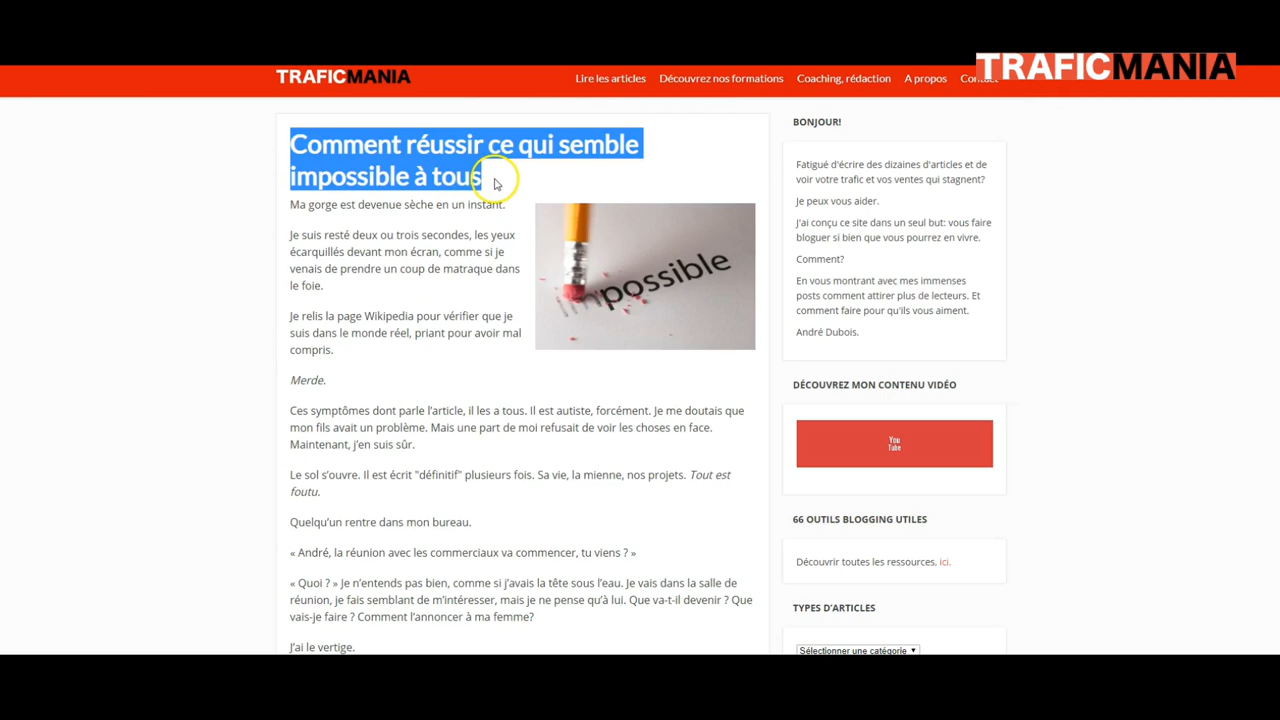 TRAFICMANIA
TRAFICMANIA
Lire les articles
Découvrez nos formations
Coaching, rédaction
A propos
Comment réussir ce qui semble
impossible à tous
Ma gorge est devenue sèche en un instant.
Je suis resté deux ou trois secondes, les yeux
écarquillés devant mon écran, comme si je
venais de prendre un coup de matraque dans
le foie.
Je relis la page Wikipedia pour vérifier que je
suis dans le monde réel, priant pour avoir mal
compris.
impossible
Merde.
Ces symptômes dont parle l'article, il les a tous. Il est autiste, forcément. Je me doutais que
mon fils avait un problème. Mais une part de moi refusait de voir les choses en face.
Maintenant, j'en suis sûr.
Le sol s'ouvre. Il est écrit "définitif" plusieurs fois. Sa vie, la mienne, nos projets. Tout est
foutu.
Quelqu'un rentre dans mon bureau.
« André, la réunion avec les commerciaux va commencer, tu viens ? »
« Quoi ? » Je n'entends pas bien, comme si j'avais la tête sous l'eau. Je vais dans la salle de
réunion, je fais semblant de m'intéresser, mais je ne pense qu'à lui. Que va-t-il devenir ? Que
vais-je faire ? Comment l'annoncer à ma femme?
J'ai le vertige.
BONJOUR!
Fatigué d'écrire des dizaines d'articles et de
voir votre trafic et vos ventes qui stagnent?
Je peux vous aider.
J'ai conçu ce site dans un seul but: vous faire
bloguer si bien que vous pourrez en vivre.
Comment?
En vous montrant avec mes immenses
posts comment attirer plus de lecteurs. Et
comment faire pour qu'ils vous aiment.
André Dubois.
DÉCOUVREZ MON CONTENU VIDÉO
You
Tube
66 OUTILS BLOGGING UTILES
Découvrir toutes les ressources. ici.
TYPES D'ARTICLES
Sélectionner une catégorie